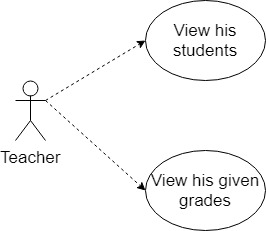 View his
students
Teacher
View his given
grades